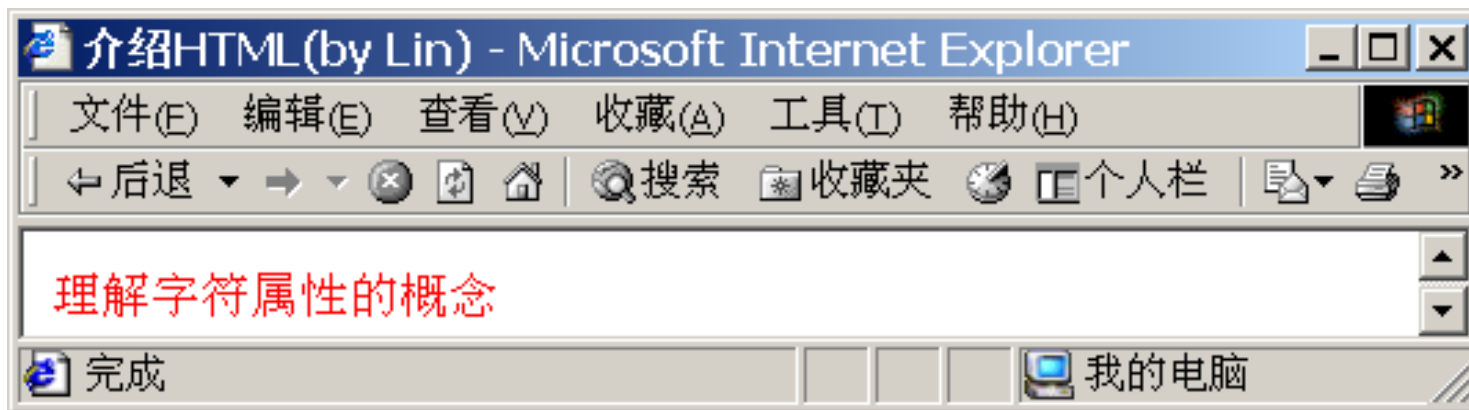 介绍HTML(by Lin) - Microsoft Internet Explorer
文件(F) 编辑(E) 查看(V) 收藏(A) 工具(T) 帮助(H)
后退 搜索 收藏夹 个人栏 »
理解字符属性的概念
完成 我的电脑